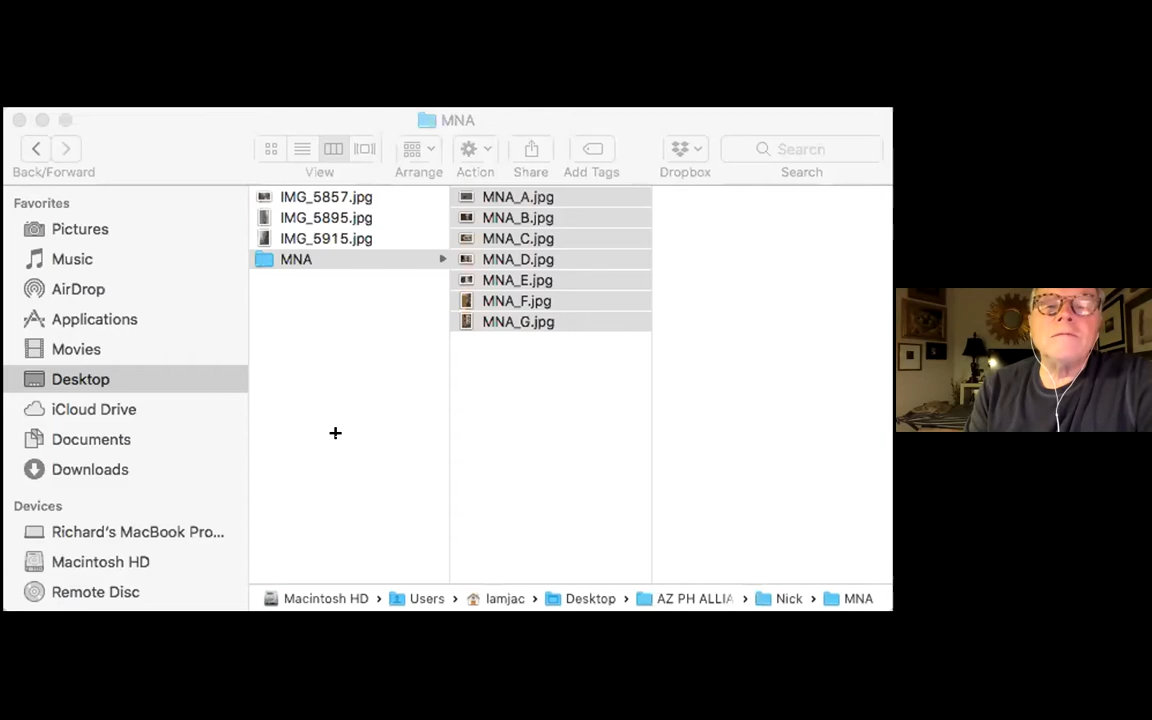 MNA
Back/Forward
View
Arrange
Action
Share
Add Tags
Dropbox
Search
Search
Favorites
Pictures
Music
AirDrop
Applications
Movies
Desktop
iCloud Drive
Documents
Downloads
Devices
Richard's MacBook Pro...
Macintosh HD
Remote Disc
IMG_5857.jpg
IMG_5895.jpg
IMG_5915.jpg
MNA
MNA_A.jpg
MNA_B.jpg
MNA_C.jpg
MNA_D.jpg
MNA_E.jpg
MNA_F.jpg
MNA_G.jpg
Macintosh HD › Users › lamjac › Desktop › AZ PH ALLIA › Nick › MNA